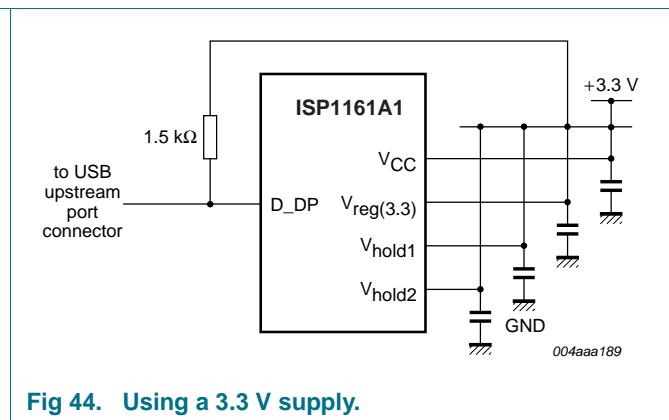 ISP1161A1
+3.3 V
1.5 kΩ
to USB
upstream
port
connector
D_DP
VCC
Vreg(3.3)
Vhold1
Vhold2
GND
004aaa189
Fig 44. Using a 3.3 V supply.